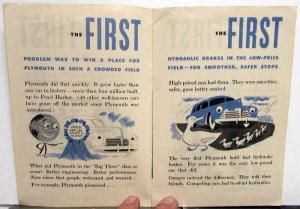 THE FIRST
PROBLEM WAS TO WIN A PLACE FOR
PLYMOUTH IN SUCH A CROWDED FIELD
Plymouth did that quickly. It grew faster than
any car in history—more than four million built
up to Pearl Harbor. (40 other well-known cars
have gone off the market since Plymouth was
introduced!)
What put Plymouth in the "Big Three" class so
soon? Better engineering. Better performance.
New ideas that people welcomed and wanted.
For example, Plymouth pioneered . . .
THE FIRST
HYDRAULIC BRAKES IN THE LOW-PRICE
FIELD—FOR SMOOTHER, SAFER STOPS
High-priced cars had them. They were smoother,
safer, gave better control.
The very first Plymouth built had hydraulic
brakes. For years it was the only low-priced
car that did.
Owners noticed the difference. They told their
friends. Competing cars had to adopt hydraulics.